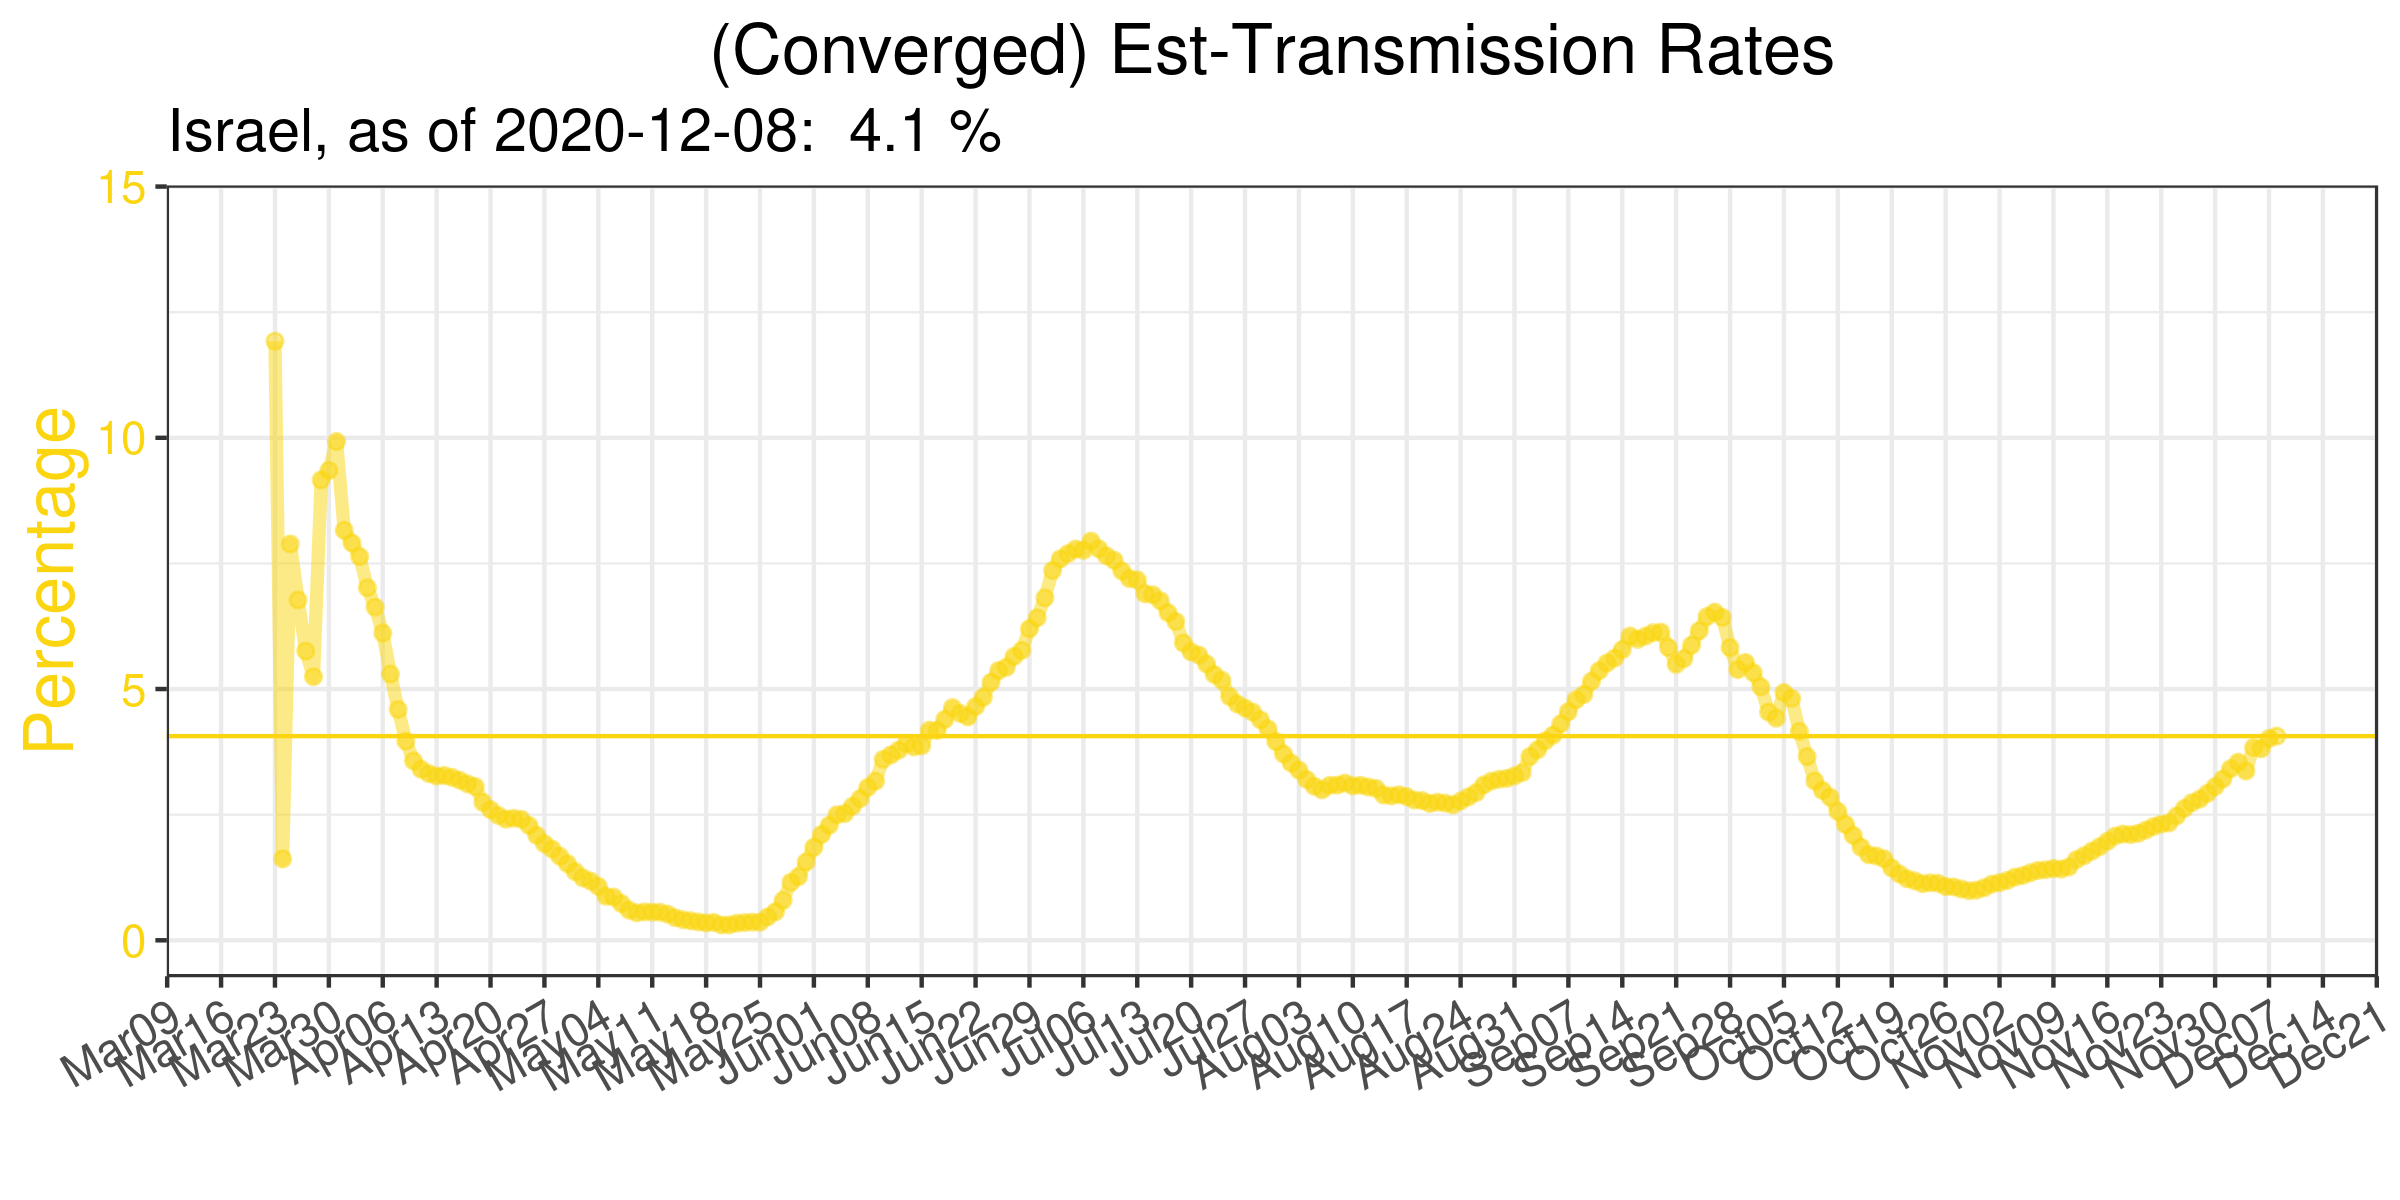 (Converged) Est-Transmission Rates
Israel, as of 2020-12-08:  4.1 %
Percentage
15
10
5
0
Mar09
Mar16
Mar23
Mar30
Apr06
Apr13
Apr20
Apr27
May04
May11
May18
May25
Jun01
Jun08
Jun15
Jun22
Jun29
Jul06
Jul13
Jul20
Jul27
Aug03
Aug10
Aug17
Aug24
Aug31
Sep07
Sep14
Sep21
Sep28
Oct05
Oct12
Oct19
Oct26
Nov02
Nov09
Nov16
Nov23
Nov30
Dec07
Dec14
Dec21